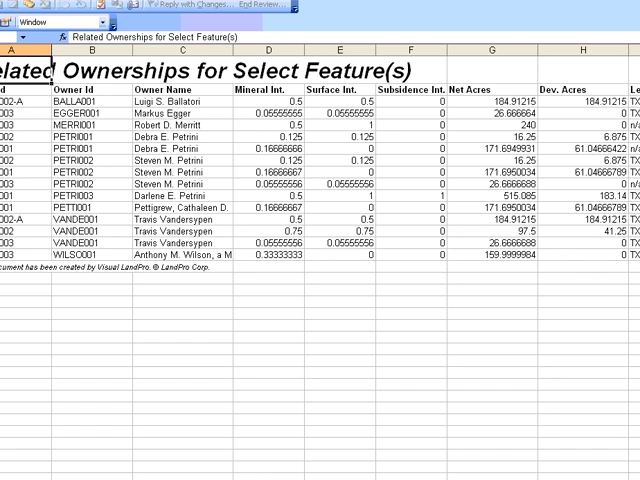 Reply with Changes... End Review...
Window
fx Related Ownerships for Select Feature(s)
A B C D E F G H
elated Ownerships for Select Feature(s)
d Owner Id Owner Name Mineral Int. Surface Int. Subsidence Int. Net Acres Dev. Acres Le
002-A BALLA001 Luigi S. Ballatori 0.5 0.5 0 184.91215 184.91215 TX
003 EGGER001 Markus Egger 0.05555555 0.05555555 0 26.666664 0 TX
003 MERRI001 Robert D. Merritt 0.5 1 0 240 0 n/a
002 PETRI001 Debra E. Petrini 0.125 0.125 0 16.25 6.875 TX
001 PETRI001 Debra E. Petrini 0.16666666 0 0 171.6949931 61.04666422 n/a
002 PETRI002 Steven M. Petrini 0.125 0.125 0 16.25 6.875 TX
001 PETRI002 Steven M. Petrini 0.16666667 0 0 171.6950034 61.04666789 TX
003 PETRI002 Steven M. Petrini 0.05555556 0.05555556 0 26.6666688 0 n/a
001 PETRI003 Darlene E. Petrini 0.5 1 1 515.085 183.14 TX
001 PETTI001 Pettigrew, Cathaleen D. 0.16666667 0 0 171.6950034 61.04666789 TX
002-A VANDE001 Travis Vandersypen 0.5 0.5 0 184.91215 184.91215 TX
002 VANDE001 Travis Vandersypen 0.75 0.75 0 97.5 41.25 TX
003 VANDE001 Travis Vandersypen 0.05555556 0.05555556 0 26.6666688 0 TX
003 WILSO001 Anthony M. Wilson, a M 0.33333333 0 0 159.9999984 0 TX
cument has been created by Visual LandPro. © LandPro Corp.